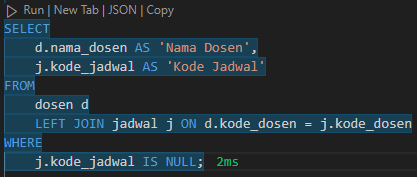 Run | New Tab | JSON | Copy
SELECT
d.nama_dosen AS 'Nama Dosen',
j.kode_jadwal AS 'Kode Jadwal'
FROM
dosen d
LEFT JOIN jadwal j ON d.kode_dosen = j.kode_dosen
WHERE
j.kode_jadwal IS NULL; 2ms